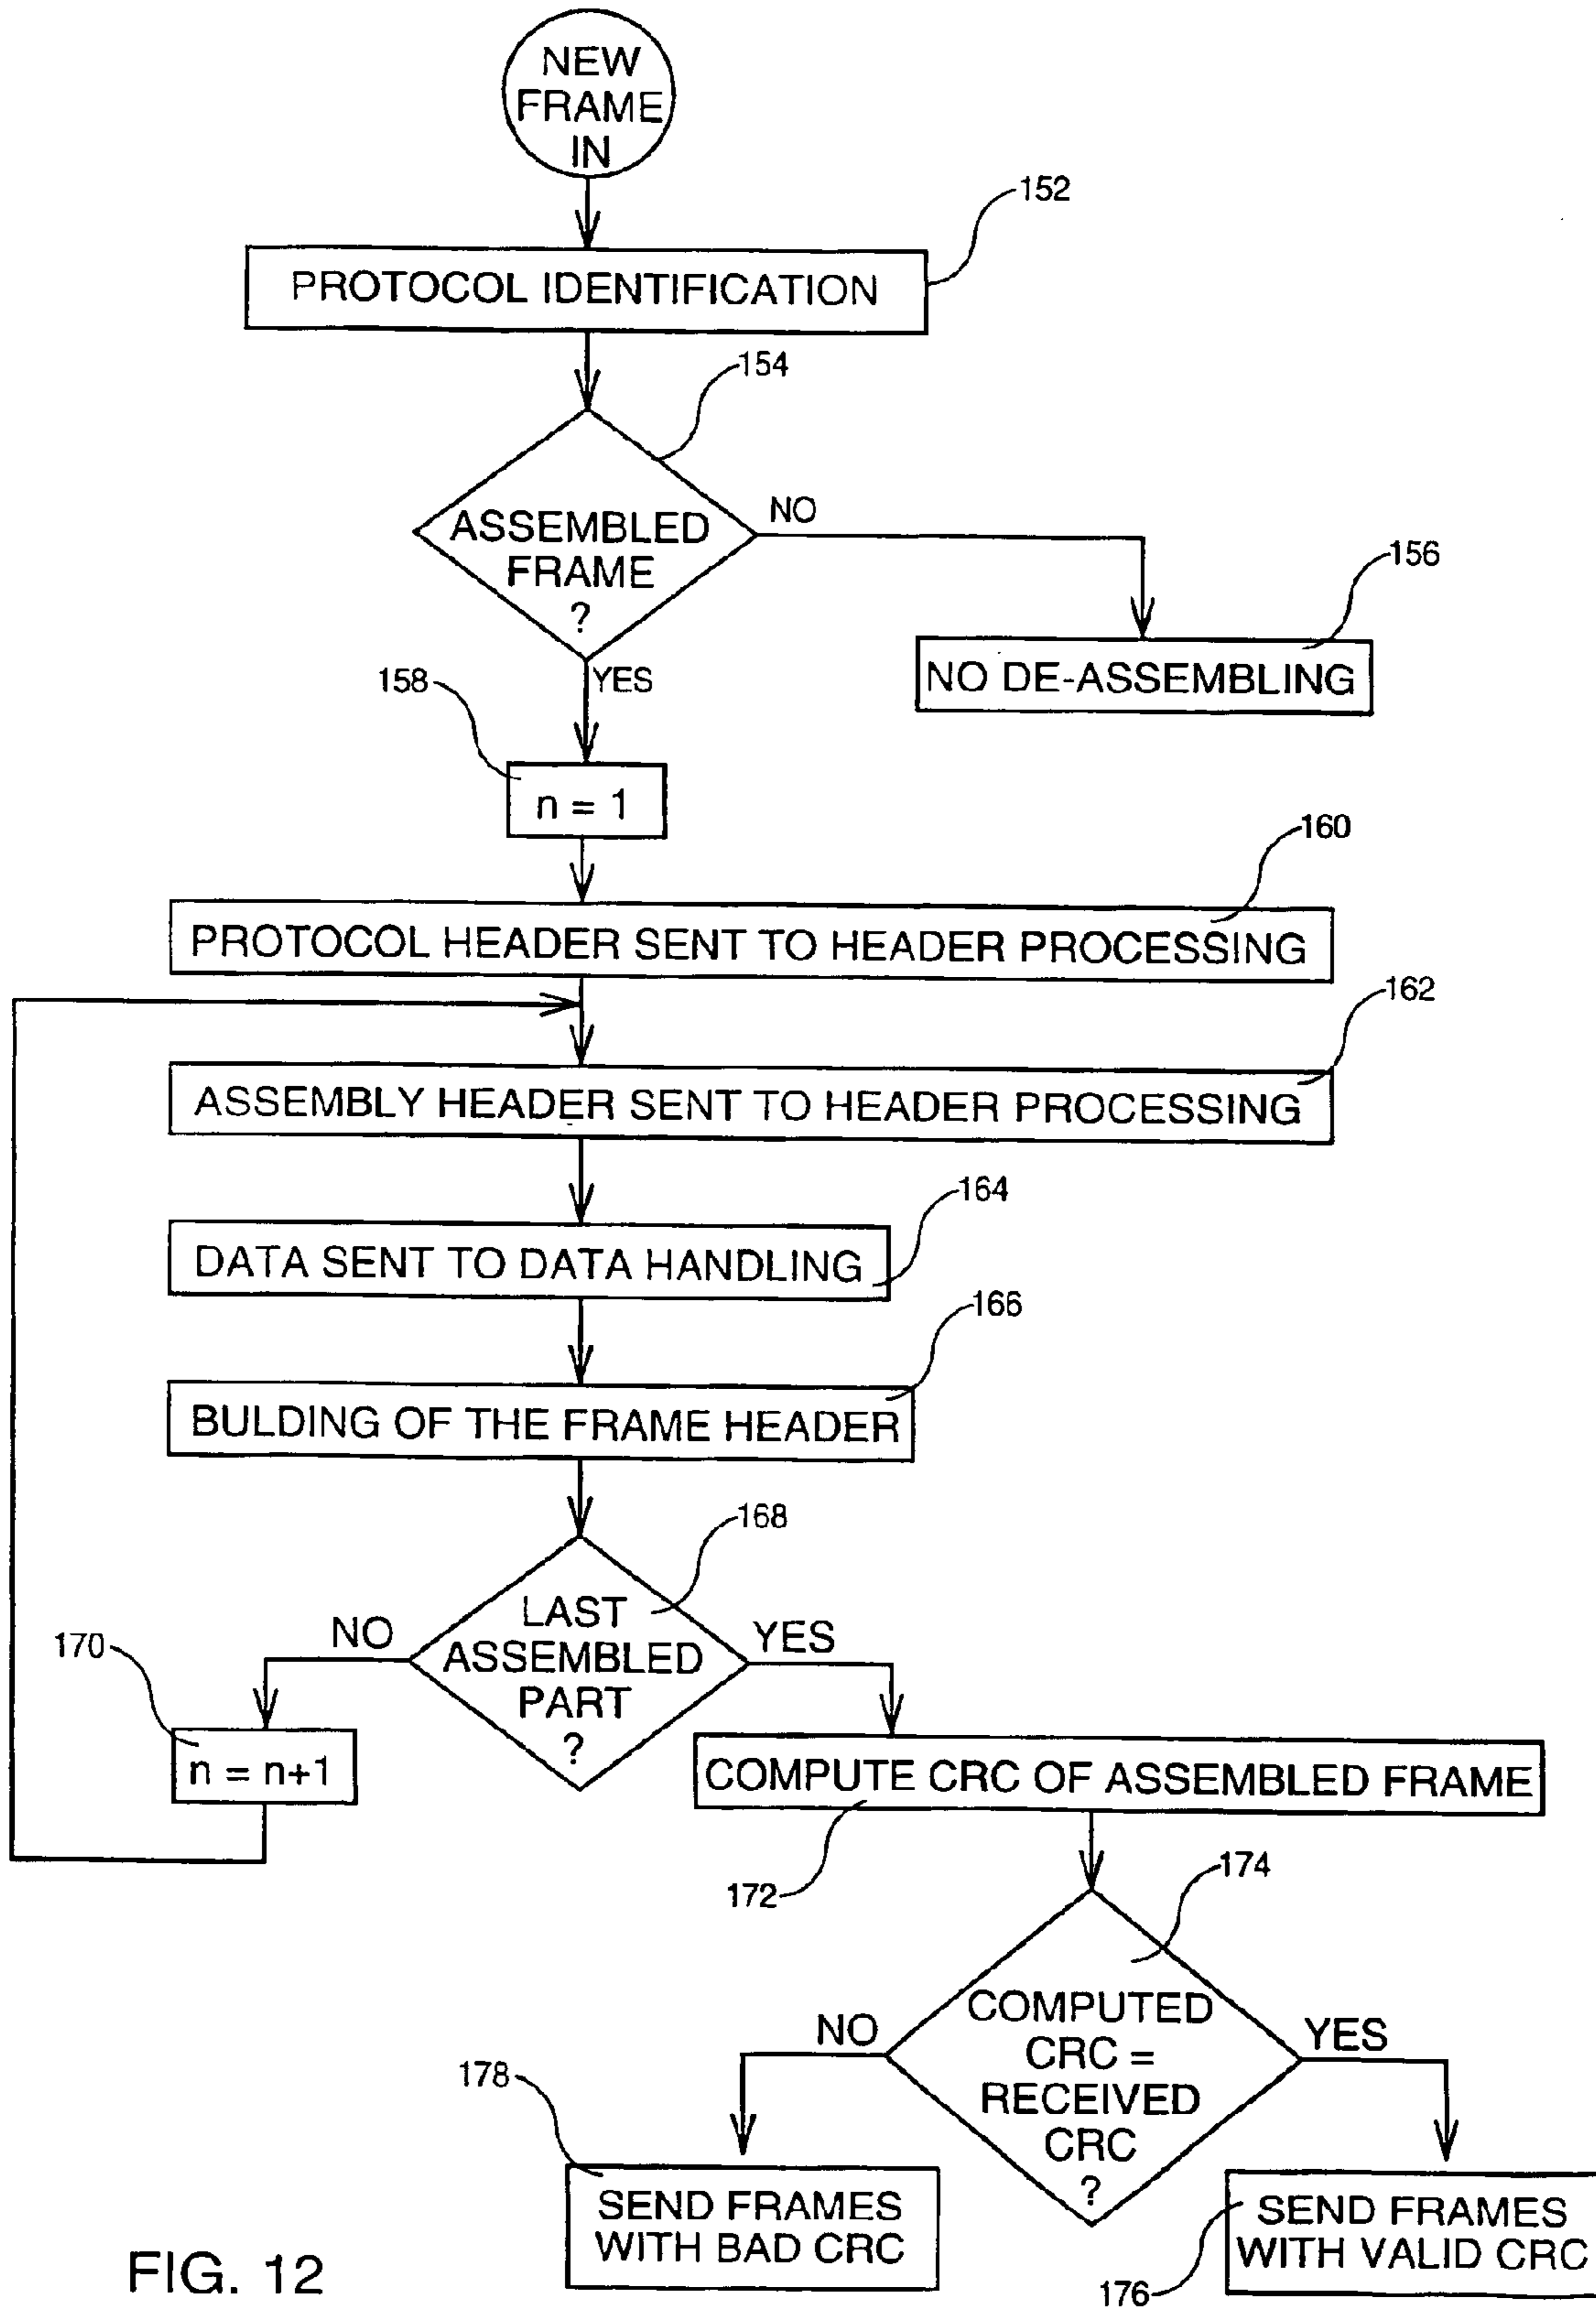 NEW
FRAME
IN
152
PROTOCOL IDENTIFICATION
154
ASSEMBLED
FRAME
?
NO
156
NO DE-ASSEMBLING
YES
158
n = 1
160
PROTOCOL HEADER SENT TO HEADER PROCESSING
162
ASSEMBLY HEADER SENT TO HEADER PROCESSING
164
DATA SENT TO DATA HANDLING
166
BULDING OF THE FRAME HEADER
168
LAST
ASSEMBLED
PART
?
NO
YES
170
n = n+1
COMPUTE CRC OF ASSEMBLED FRAME
172
174
COMPUTED
CRC =
RECEIVED
CRC
?
NO
YES
178
SEND FRAMES
WITH BAD CRC
SEND FRAMES
WITH VALID CRC
176
FIG. 12